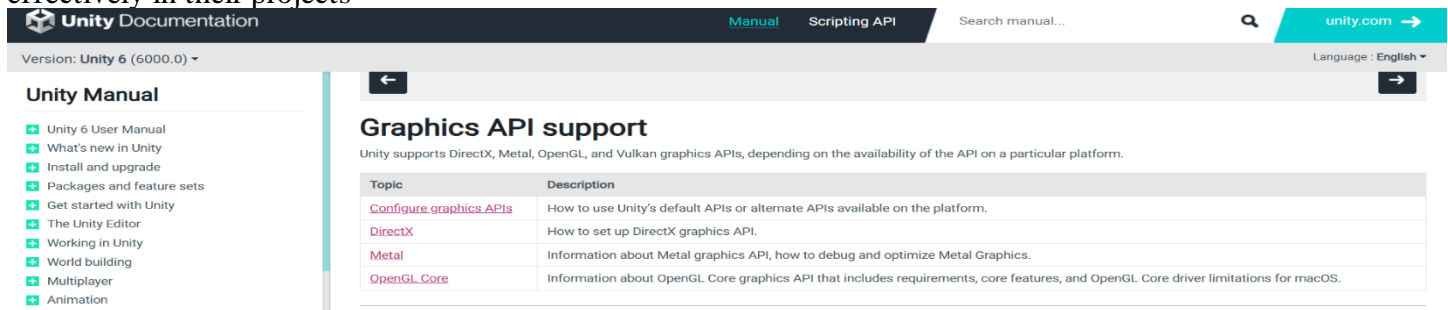 effectively in their projects
Unity Documentation
Manual
Scripting API
Search manual...
unity.com →
Version: Unity 6 (6000.0)
Language : English
Unity Manual
Unity 6 User Manual
What's new in Unity
Install and upgrade
Packages and feature sets
Get started with Unity
The Unity Editor
Working in Unity
World building
Multiplayer
Animation
Graphics API support
Unity supports DirectX, Metal, OpenGL, and Vulkan graphics APIs, depending on the availability of the API on a particular platform.
Topic Description
Configure graphics APIs How to use Unity's default APIs or alternate APIs available on the platform.
DirectX How to set up DirectX graphics API.
Metal Information about Metal graphics API, how to debug and optimize Metal Graphics.
OpenGL Core Information about OpenGL Core graphics API that includes requirements, core features, and OpenGL Core driver limitations for macOS.